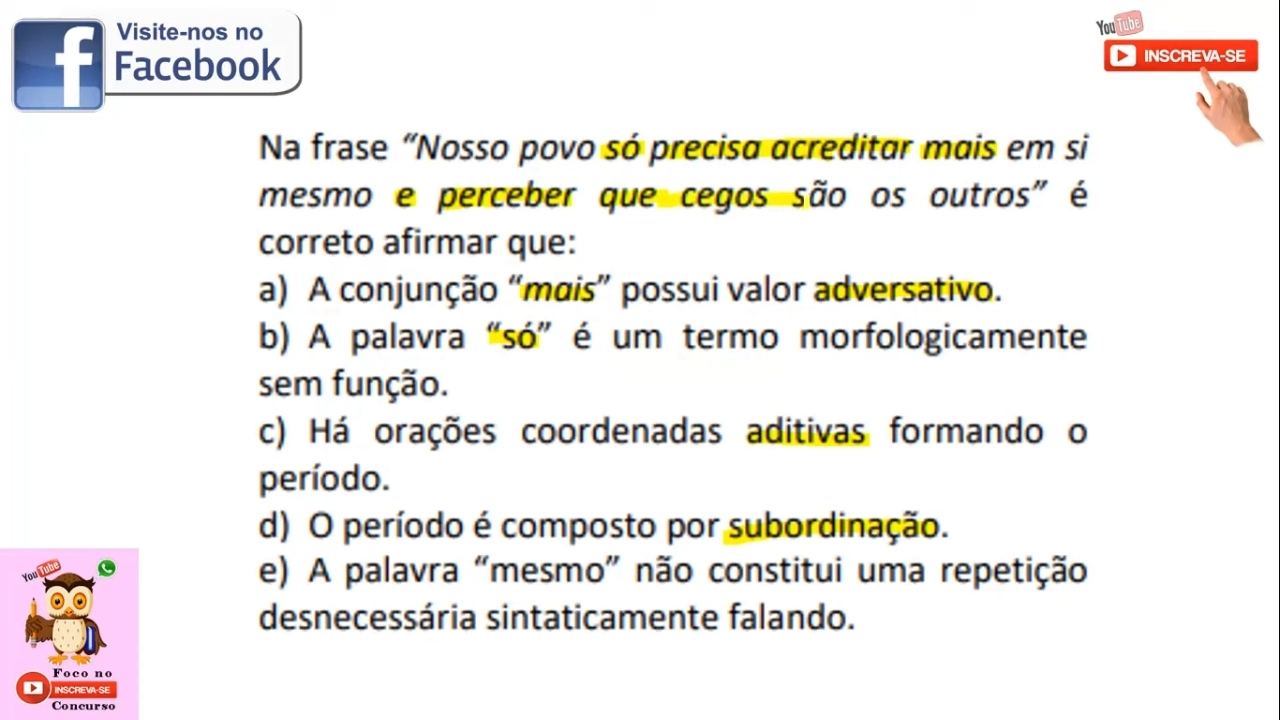 Visite-nos no
Facebook
YouTube
INSCREVA-SE
Na frase “Nosso povo só precisa acreditar mais em si
mesmo e perceber que cegos são os outros” é
correto afirmar que:
a) A conjunção “mais” possui valor adversativo.
b) A palavra “só” é um termo morfologicamente
sem função.
c) Há orações coordenadas aditivas formando o
período.
d) O período é composto por subordinação.
e) A palavra “mesmo” não constitui uma repetição
desnecessária sintaticamente falando.
YouTube
Foco no
INSCREVA-SE
Concurso